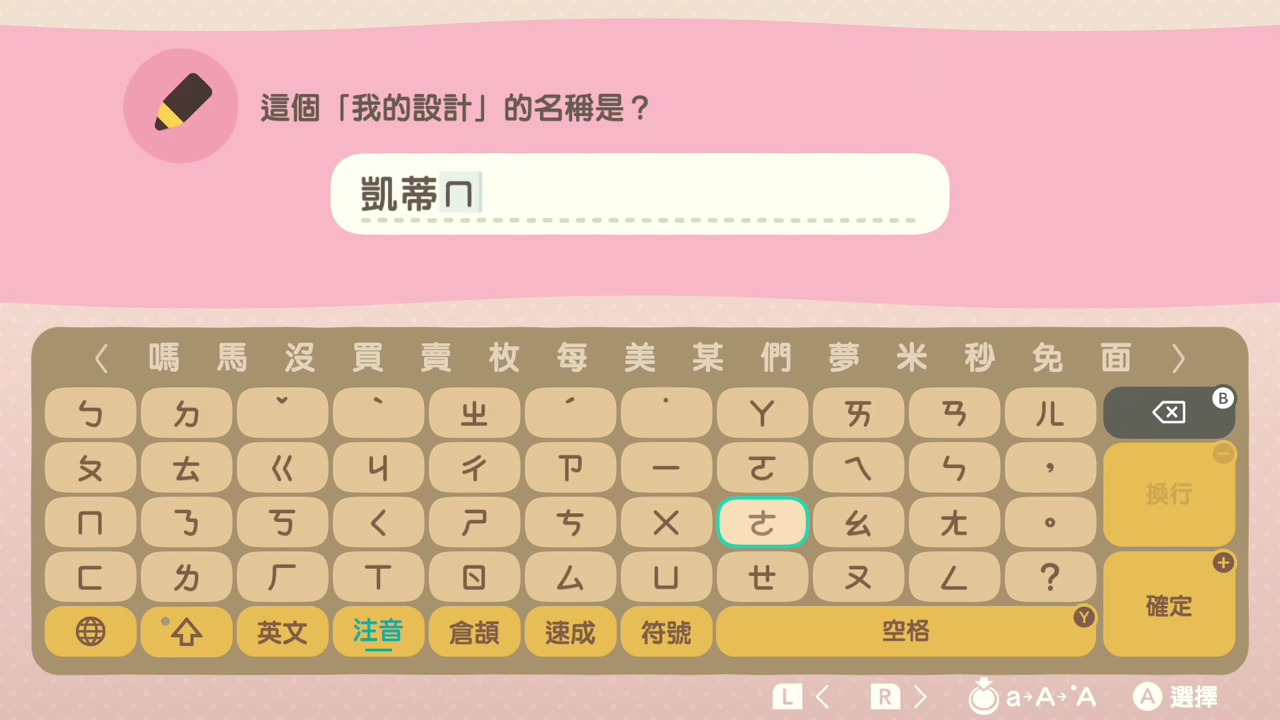 這個「我的設計」的名稱是？
凱蒂ㄇ
〈 嗎 馬 沒 買 賣 枚 每 美 某 們 夢 米 秒 免 面 〉
ㄅ ㄉ ˇ ˋ ㄓ ˊ ˙ ㄚ ㄞ ㄢ ㄦ B
ㄆ ㄊ ㄍ ㄐ ㄔ ㄗ ㄧ ㄛ ㄟ ㄣ ， 換行
ㄇ ㄋ ㄎ ㄑ ㄕ ㄘ ㄨ ㄜ ㄠ ㄤ 。
ㄈ ㄌ ㄏ ㄒ ㄖ ㄙ ㄩ ㄝ ㄡ ㄥ ？ 確定
英文 注音 倉頡 速成 符號 空格 Y
L R a→A→•A A 選擇